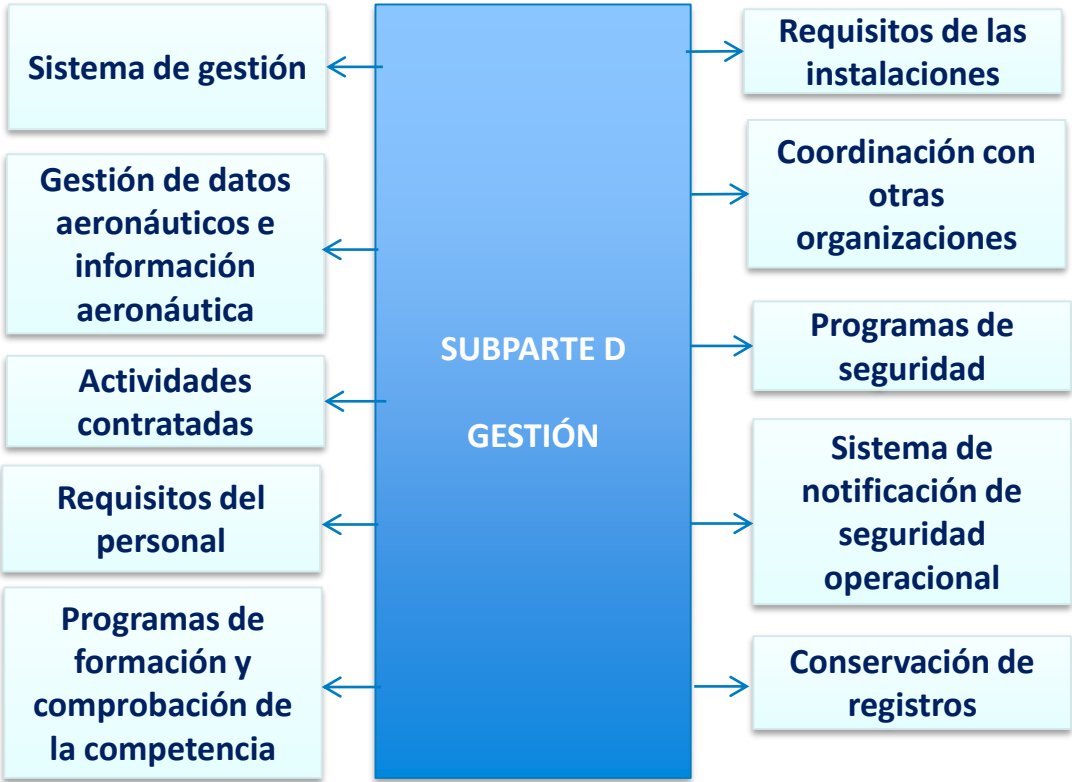 Sistema de gestión
Gestión de datos
aeronáuticos e
información
aeronáutica
Actividades
contratadas
Requisitos del
personal
Programas de
formación y
comprobación de
la competencia
SUBPARTE D
GESTIÓN
Requisitos de las
instalaciones
Coordinación con
otras
organizaciones
Programas de
seguridad
Sistema de
notificación de
seguridad
operacional
Conservación de
registros